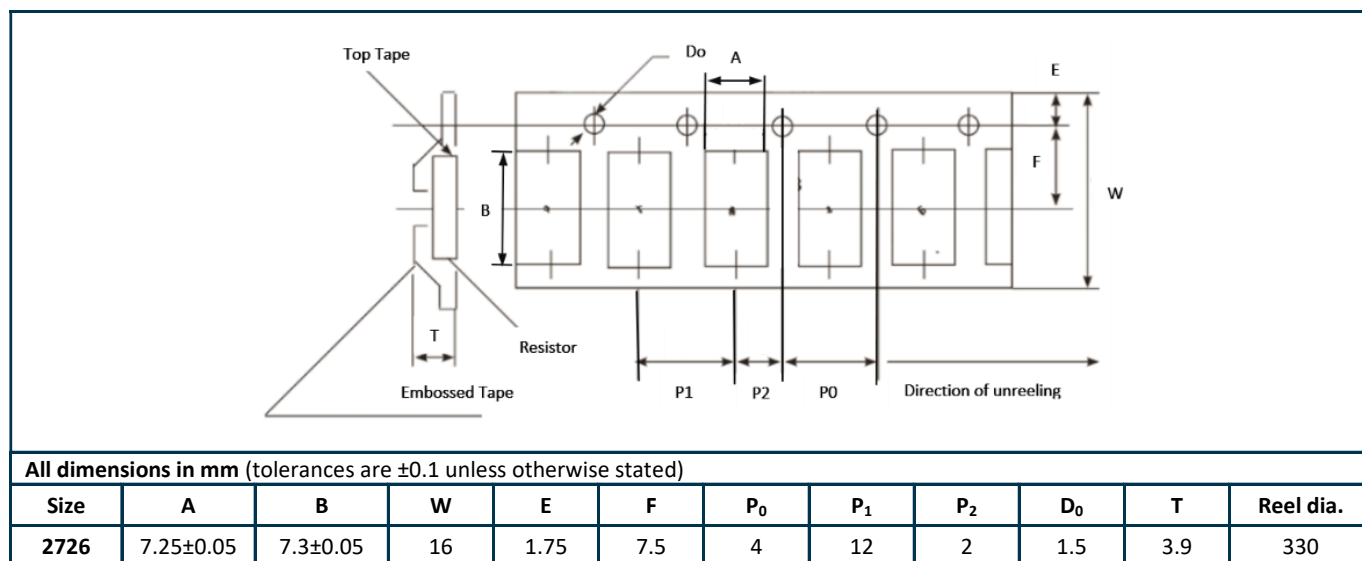 Top Tape
Do
A
E
F
W
B
T
Resistor
Embossed Tape
P1
P2
P0
Direction of unreeling
All dimensions in mm (tolerances are ±0.1 unless otherwise stated)
Size A B W E F P₀ P₁ P₂ D₀ T Reel dia.
2726 7.25±0.05 7.3±0.05 16 1.75 7.5 4 12 2 1.5 3.9 330